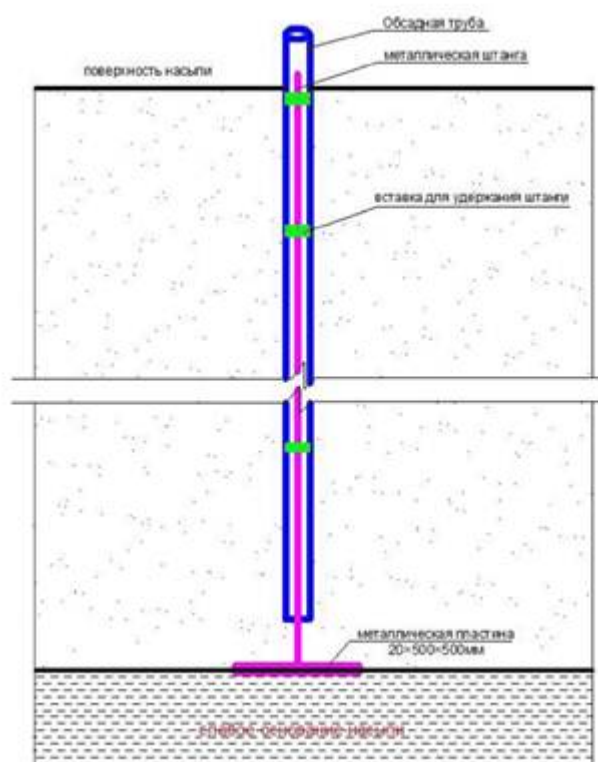 Обсадная труба
металлическая штанга
поверхность насыпи
вставка для удержания штанги
металлическая пластина
20×500×500мм
слабое основание насыпи